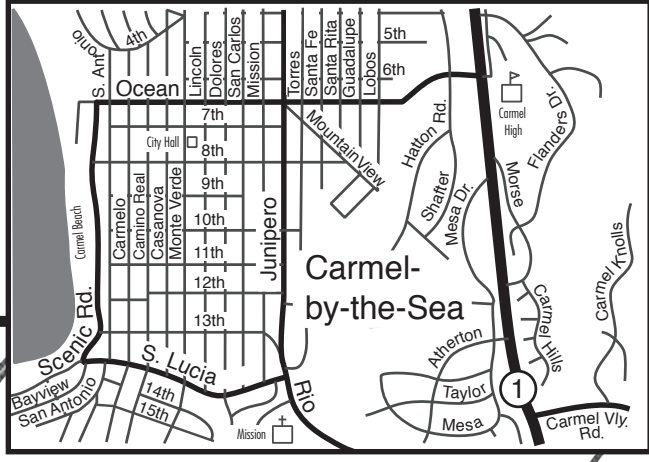 Antonio
4th
S. Ant
Lincoln
Dolores
San Carlos
Mission
Torres
Santa Fe
Santa Rita
Guadalupe
Lobos
5th
6th
Ocean
7th
Mountain View
City Hall
8th
Carmel
High
Flanders Dr.
Hatton Rd.
Shafter
Mesa Dr.
Morse
9th
Carmelo
Camino Real
Casanova
Monte Verde
10th
Carmel Beach
11th
Junipero
12th
Carmel-
by-the-Sea
13th
Carmel Knolls
Carmel Hills
Scenic Rd.
S. Lucia
Atherton
Bayview
San Antonio
14th
15th
Rio
Mission
Taylor
Mesa
1
Carmel Vly.
Rd.